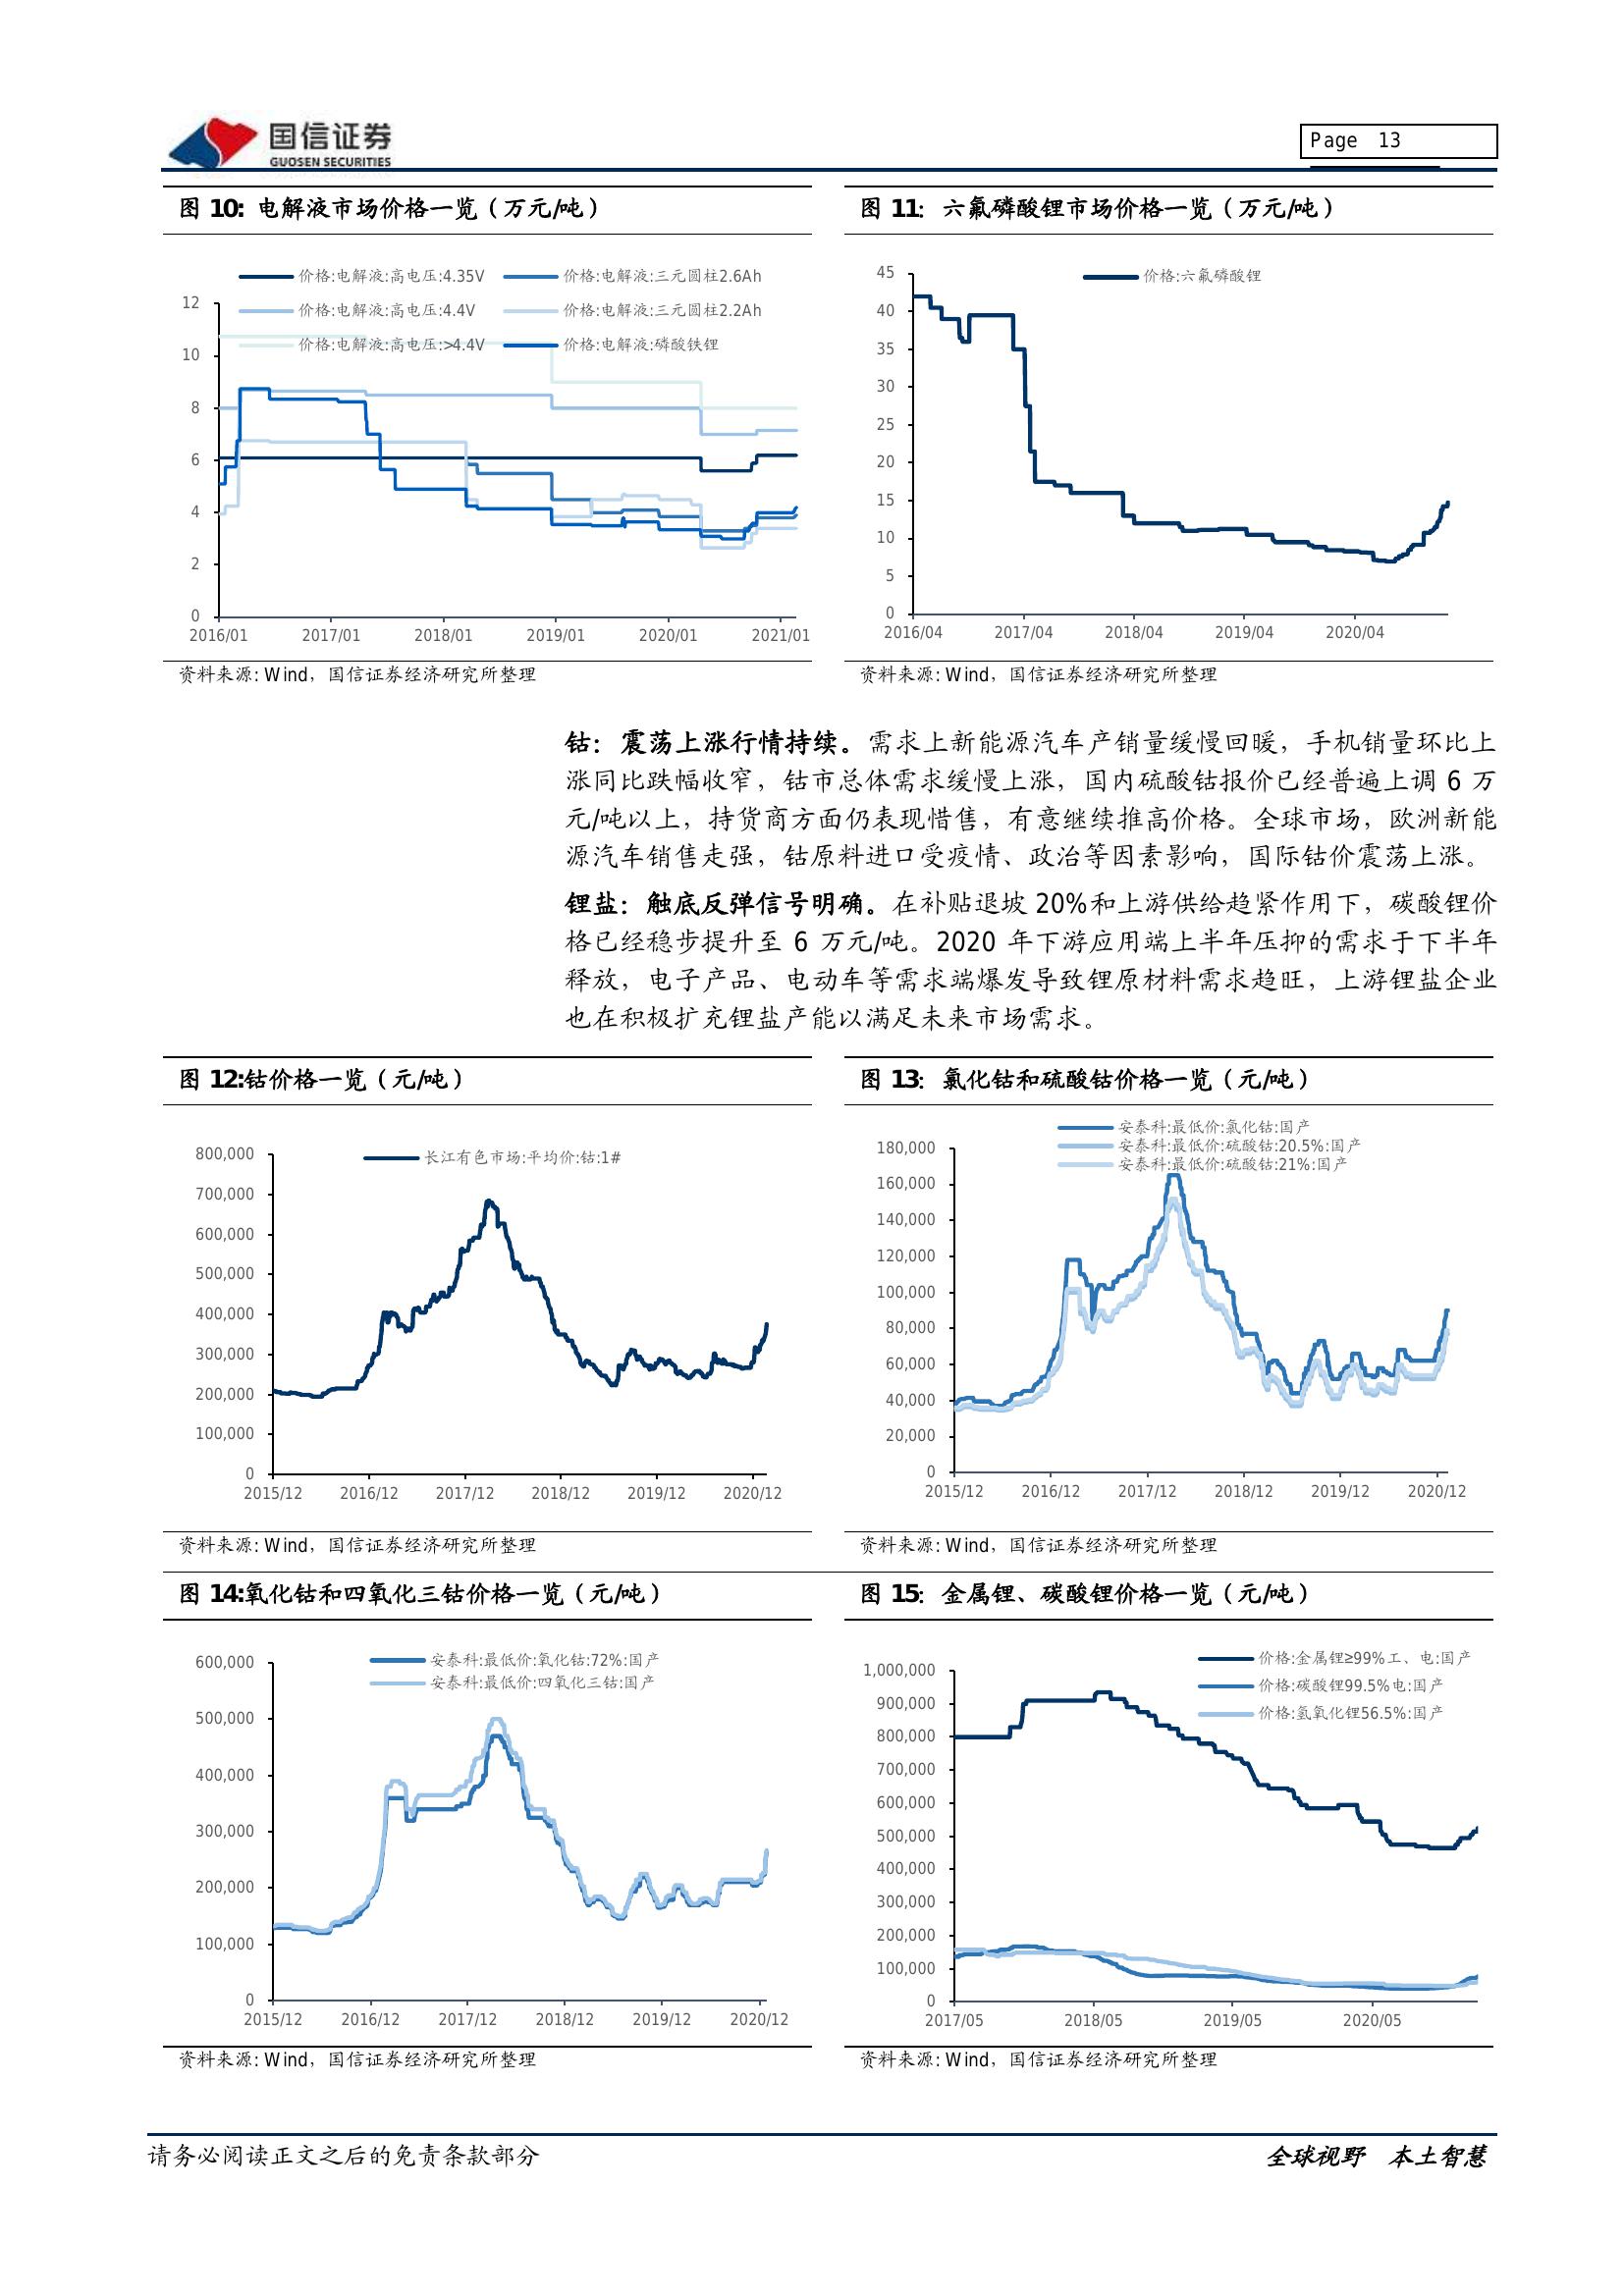 国信证券
GUOSEN SECURITIES
Page 13
图 10: 电解液市场价格一览（万元/吨）
价格:电解液:高电压:4.35V
价格:电解液:三元圆柱2.6Ah
价格:电解液:高电压:4.4V
价格:电解液:三元圆柱2.2Ah
价格:电解液:高电压:>4.4V
价格:电解液:磷酸铁锂
12
10
8
6
4
2
0
2016/01 2017/01 2018/01 2019/01 2020/01 2021/01
资料来源: Wind，国信证券经济研究所整理
图 11: 六氟磷酸锂市场价格一览（万元/吨）
价格:六氟磷酸锂
45
40
35
30
25
20
15
10
5
0
2016/04 2017/04 2018/04 2019/04 2020/04
资料来源: Wind，国信证券经济研究所整理
钴：震荡上涨行情持续。需求上新能源汽车产销量缓慢回暖，手机销量环比上
涨同比跌幅收窄，钴市总体需求缓慢上涨，国内硫酸钴报价已经普遍上调 6 万
元/吨以上，持货商方面仍表现惜售，有意继续推高价格。全球市场，欧洲新能
源汽车销售走强，钴原料进口受疫情、政治等因素影响，国际钴价震荡上涨。
锂盐：触底反弹信号明确。在补贴退坡 20%和上游供给趋紧作用下，碳酸锂价
格已经稳步提升至 6 万元/吨。2020 年下游应用端上半年压抑的需求于下半年
释放，电子产品、电动车等需求端爆发导致锂原材料需求趋旺，上游锂盐企业
也在积极扩充锂盐产能以满足未来市场需求。
图 12:钴价格一览（元/吨）
长江有色市场:平均价:钴:1#
800,000
700,000
600,000
500,000
400,000
300,000
200,000
100,000
0
2015/12 2016/12 2017/12 2018/12 2019/12 2020/12
资料来源: Wind，国信证券经济研究所整理
图 13: 氯化钴和硫酸钴价格一览（元/吨）
安泰科:最低价:氯化钴:国产
安泰科:最低价:硫酸钴:20.5%:国产
安泰科:最低价:硫酸钴:21%:国产
180,000
160,000
140,000
120,000
100,000
80,000
60,000
40,000
20,000
0
2015/12 2016/12 2017/12 2018/12 2019/12 2020/12
资料来源: Wind，国信证券经济研究所整理
图 14:氧化钴和四氧化三钴价格一览（元/吨）
安泰科:最低价:氧化钴:72%:国产
安泰科:最低价:四氧化三钴:国产
600,000
500,000
400,000
300,000
200,000
100,000
0
2015/12 2016/12 2017/12 2018/12 2019/12 2020/12
资料来源: Wind，国信证券经济研究所整理
图 15: 金属锂、碳酸锂价格一览（元/吨）
价格:金属锂≥99%工、电:国产
价格:碳酸锂99.5%电:国产
价格:氢氧化锂56.5%:国产
1,000,000
900,000
800,000
700,000
600,000
500,000
400,000
300,000
200,000
100,000
0
2017/05 2018/05 2019/05 2020/05
资料来源: Wind，国信证券经济研究所整理
请务必阅读正文之后的免责条款部分
全球视野 本土智慧